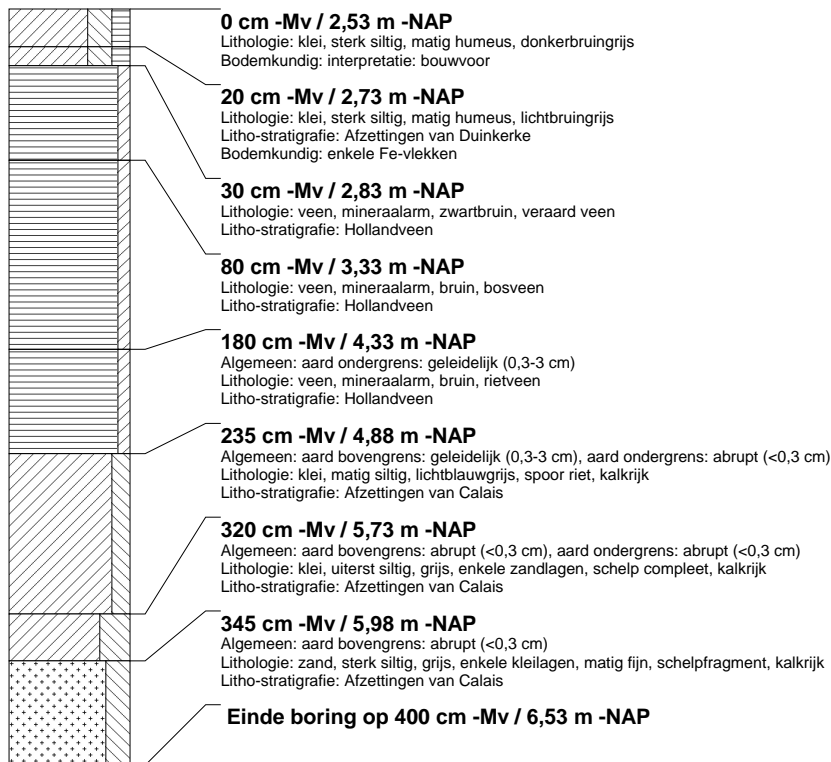 0 cm -Mv / 2,53 m -NAP
Lithologie: klei, sterk siltig, matig humeus, donkerbruingrijs
Bodemkundig: interpretatie: bouwvoor
20 cm -Mv / 2,73 m -NAP
Lithologie: klei, sterk siltig, matig humeus, lichtbruingrijs
Litho-stratigrafie: Afzettingen van Duinkerke
Bodemkundig: enkele Fe-vlekken
30 cm -Mv / 2,83 m -NAP
Lithologie: veen, mineraalarm, zwartbruin, veraard veen
Litho-stratigrafie: Hollandveen
80 cm -Mv / 3,33 m -NAP
Lithologie: veen, mineraalarm, bruin, bosveen
Litho-stratigrafie: Hollandveen
180 cm -Mv / 4,33 m -NAP
Algemeen: aard ondergrens: geleidelijk (0,3-3 cm)
Lithologie: veen, mineraalarm, bruin, rietveen
Litho-stratigrafie: Hollandveen
235 cm -Mv / 4,88 m -NAP
Algemeen: aard bovengrens: geleidelijk (0,3-3 cm), aard ondergrens: abrupt (<0,3 cm)
Lithologie: klei, matig siltig, lichtblauwgrijs, spoor riet, kalkrijk
Litho-stratigrafie: Afzettingen van Calais
320 cm -Mv / 5,73 m -NAP
Algemeen: aard bovengrens: abrupt (<0,3 cm), aard ondergrens: abrupt (<0,3 cm)
Lithologie: klei, uiterst siltig, grijs, enkele zandlagen, schelp compleet, kalkrijk
Litho-stratigrafie: Afzettingen van Calais
345 cm -Mv / 5,98 m -NAP
Algemeen: aard bovengrens: abrupt (<0,3 cm)
Lithologie: zand, sterk siltig, grijs, enkele kleilagen, matig fijn, schelpfragment, kalkrijk
Litho-stratigrafie: Afzettingen van Calais
Einde boring op 400 cm -Mv / 6,53 m -NAP